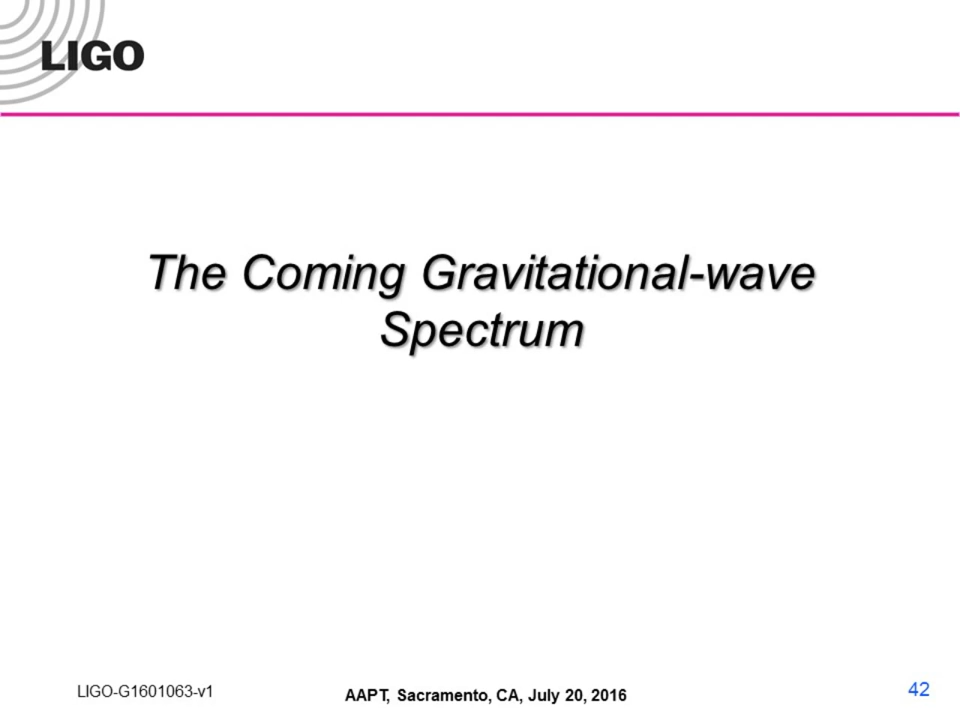 LIGO
The Coming Gravitational-wave
Spectrum
LIGO-G1601063-v1
AAPT, Sacramento, CA, July 20, 2016
42